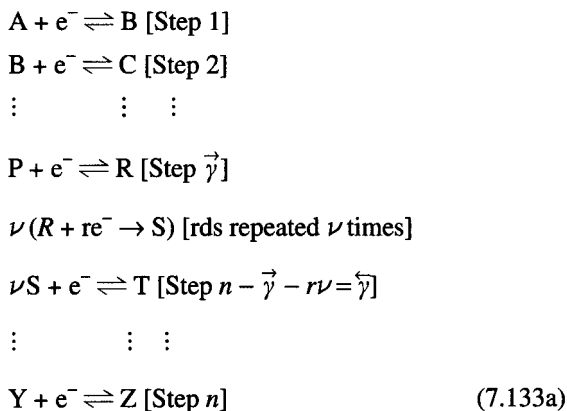 A + e⁻ ⇌ B [Step 1]
B + e⁻ ⇌ C [Step 2]
⋮ ⋮ ⋮
P + e⁻ ⇌ R [Step γ⃗]
ν(R + re⁻ → S) [rds repeated ν times]
νS + e⁻ ⇌ T [Step n − γ⃗ − rν = γ⃖]
⋮ ⋮ ⋮
Y + e⁻ ⇌ Z [Step n] (7.133a)